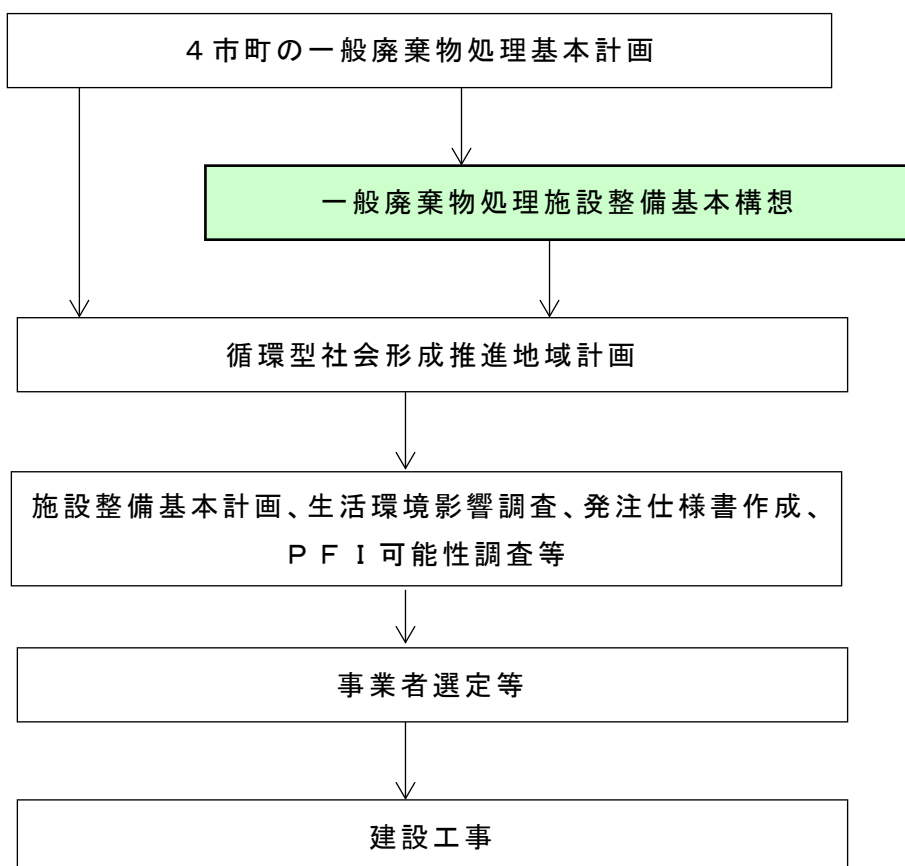 4市町の一般廃棄物処理基本計画
一般廃棄物処理施設整備基本構想
循環型社会形成推進地域計画
施設整備基本計画、生活環境影響調査、発注仕様書作成、
PFI可能性調査等
事業者選定等
建設工事